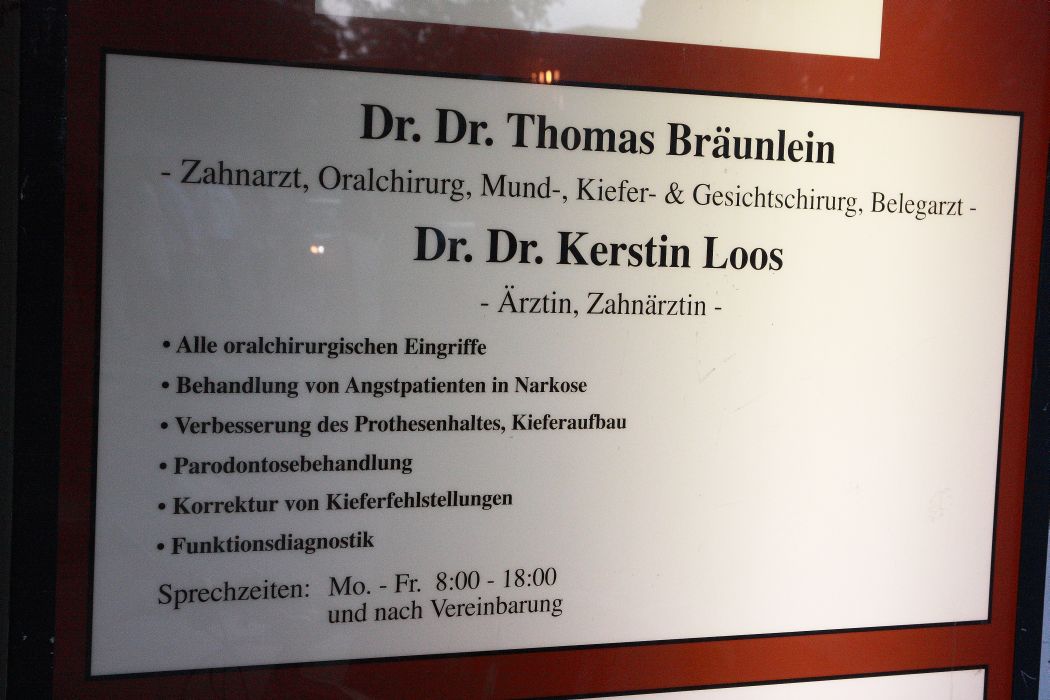 Dr. Dr. Thomas Bräunlein
- Zahnarzt, Oralchirurg, Mund-, Kiefer- & Gesichtschirurg, Belegarzt -
Dr. Dr. Kerstin Loos
- Ärztin, Zahnärztin -
• Alle oralchirurgischen Eingriffe
• Behandlung von Angstpatienten in Narkose
• Verbesserung des Prothesenhaltes, Kieferaufbau
• Parodontosebehandlung
• Korrektur von Kieferfehlstellungen
• Funktionsdiagnostik
Sprechzeiten: Mo. - Fr. 8:00 - 18:00
und nach Vereinbarung